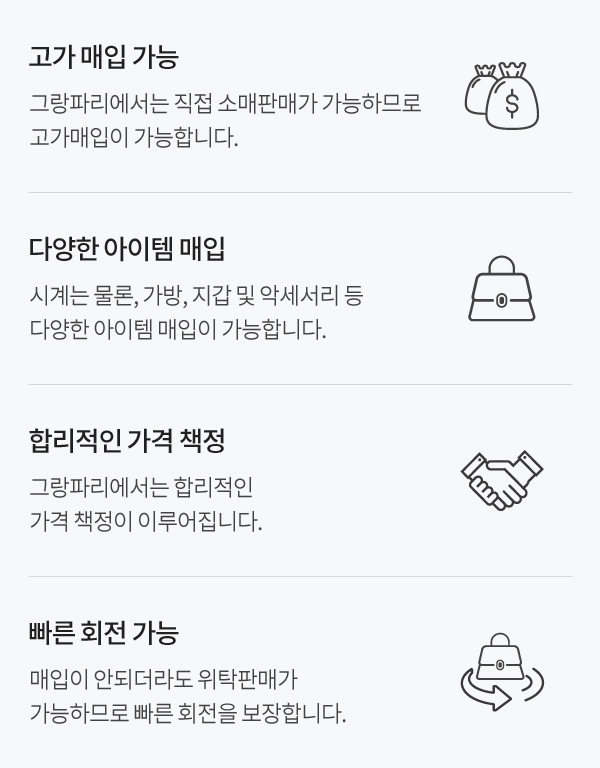 고가 매입 가능
그랑파리에서는 직접 소매판매가 가능하므로
고가매입이 가능합니다.
다양한 아이템 매입
시계는 물론, 가방, 지갑 및 악세서리 등
다양한 아이템 매입이 가능합니다.
합리적인 가격 책정
그랑파리에서는 합리적인
가격 책정이 이루어집니다.
빠른 회전 가능
매입이 안되더라도 위탁판매가
가능하므로 빠른 회전을 보장합니다.
$